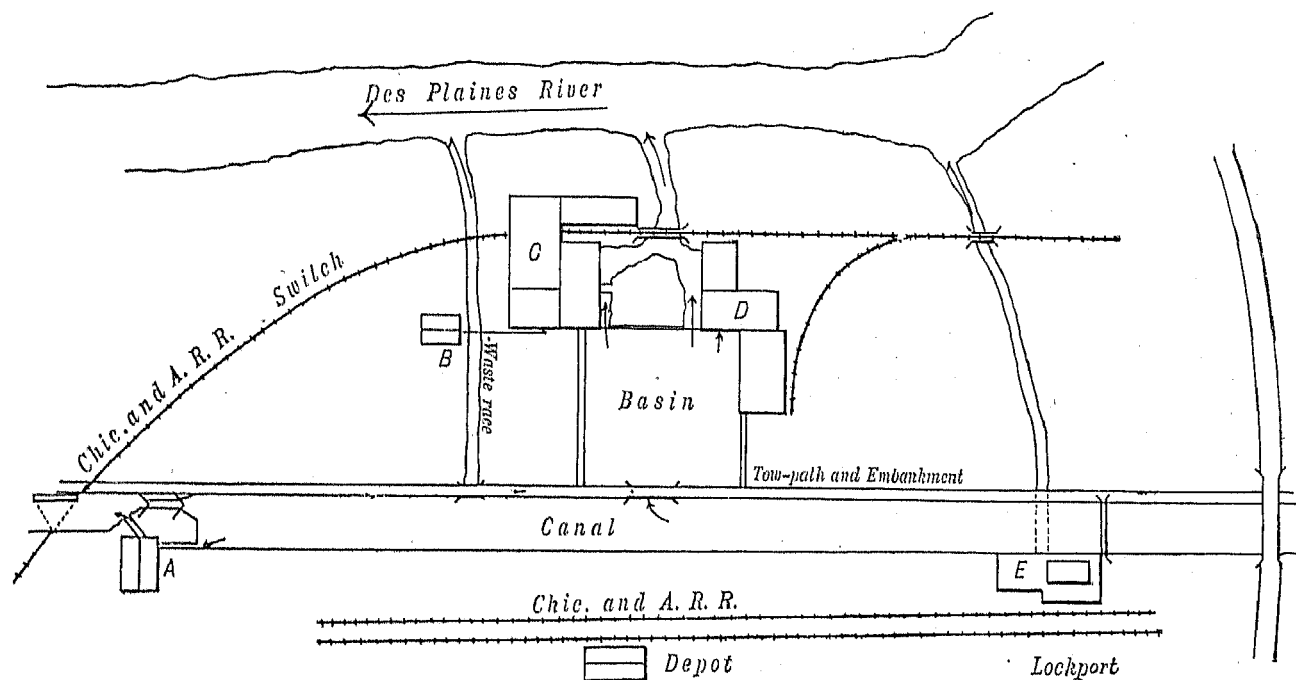 Des Plaines River
Chic. and A. R. R. Switch
C
D
B
Waste race
Basin
Tow-path and Embankment
Canal
A
E
Chic. and A. R. R.
Depot
Lockport